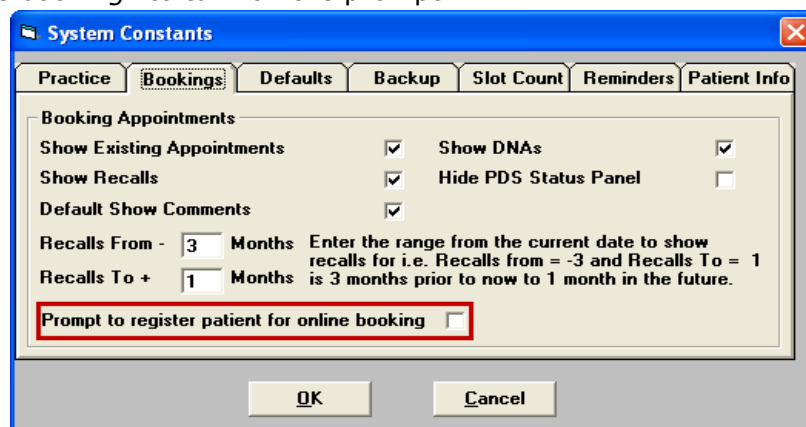 System Constants
Practice Bookings Defaults Backup Slot Count Reminders Patient Info
Booking Appointments
Show Existing Appointments Show DNAs
Show Recalls Hide PDS Status Panel
Default Show Comments
Recalls From - 3 Months Enter the range from the current date to show
recalls for i.e. Recalls from = -3 and Recalls To = 1
Recalls To + 1 Months is 3 months prior to now to 1 month in the future.
Prompt to register patient for online booking
OK Cancel